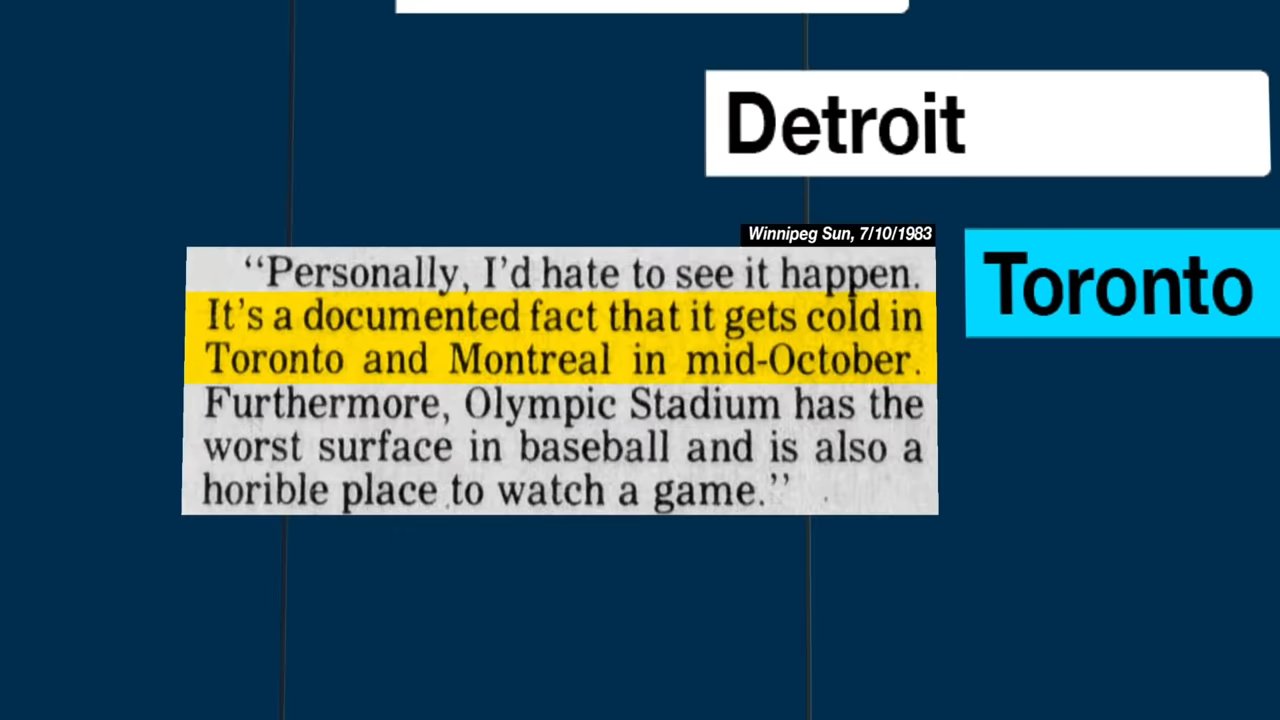 Detroit
Winnipeg Sun, 7/10/1983
Toronto
“Personally, I’d hate to see it happen.
It’s a documented fact that it gets cold in
Toronto and Montreal in mid-October.
Furthermore, Olympic Stadium has the
worst surface in baseball and is also a
horible place to watch a game.”